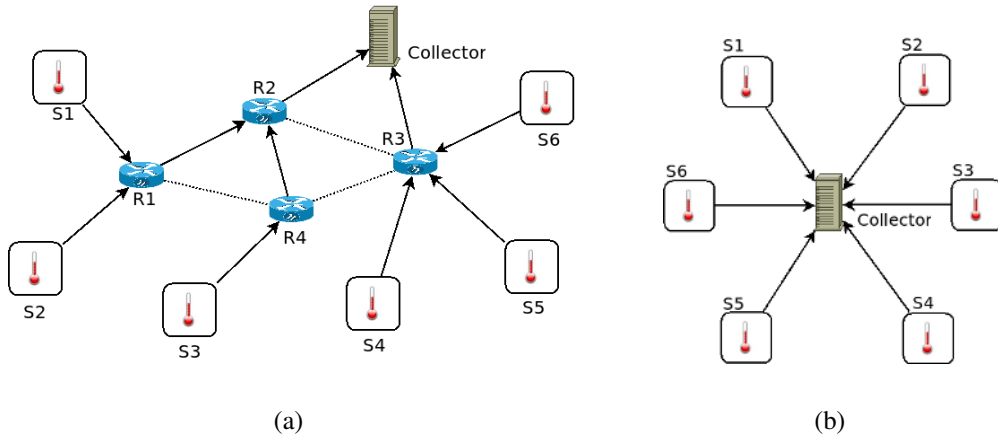 Collector
S1
R2
S6
R3
R1
R4
S2
S3
S4
S5
(a)
S1
S2
S6
S3
Collector
S5
S4
(b)